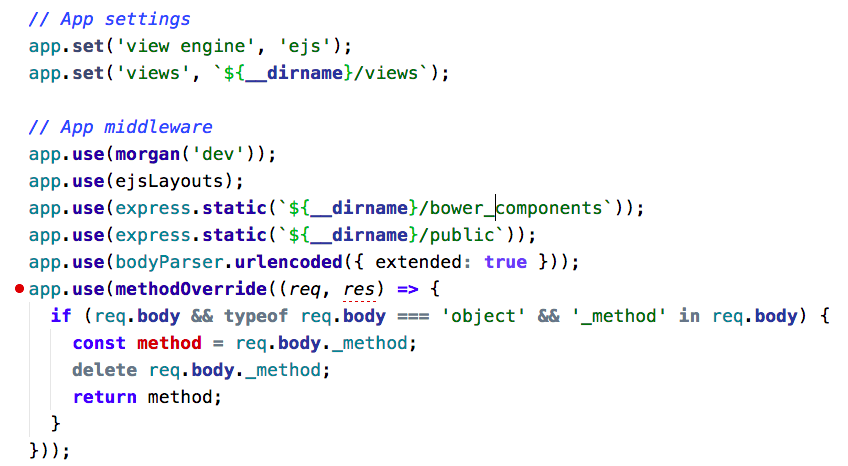 // App settings
app.set('view engine', 'ejs');
app.set('views', `${__dirname}/views`);

// App middleware
app.use(morgan('dev'));
app.use(ejsLayouts);
app.use(express.static(`${__dirname}/bower_components`));
app.use(express.static(`${__dirname}/public`));
app.use(bodyParser.urlencoded({ extended: true }));
app.use(methodOverride((req, res) => {
  if (req.body && typeof req.body === 'object' && '_method' in req.body) {
    const method = req.body._method;
    delete req.body._method;
    return method;
  }
}));